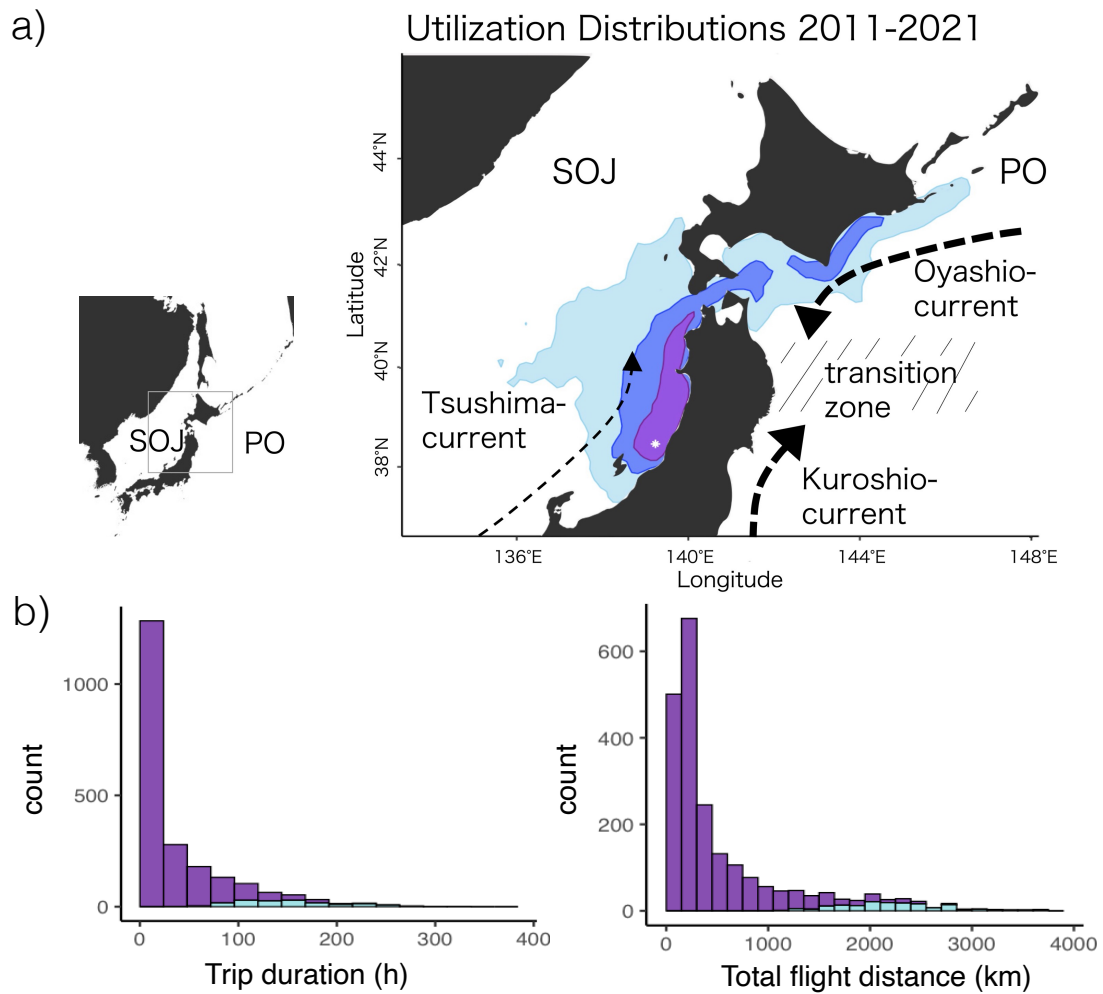 a)
Utilization Distributions 2011-2021
44°N
42°N
40°N
38°N
Latitude
SOJ
PO
Oyashio-
current
transition
zone
Tsushima-
current
Kuroshio-
current
136°E
140°E
144°E
148°E
Longitude
SOJ
PO
b)
count
1000
500
0
0
100
200
300
400
Trip duration (h)
count
600
400
200
0
0
1000
2000
3000
4000
Total flight distance (km)